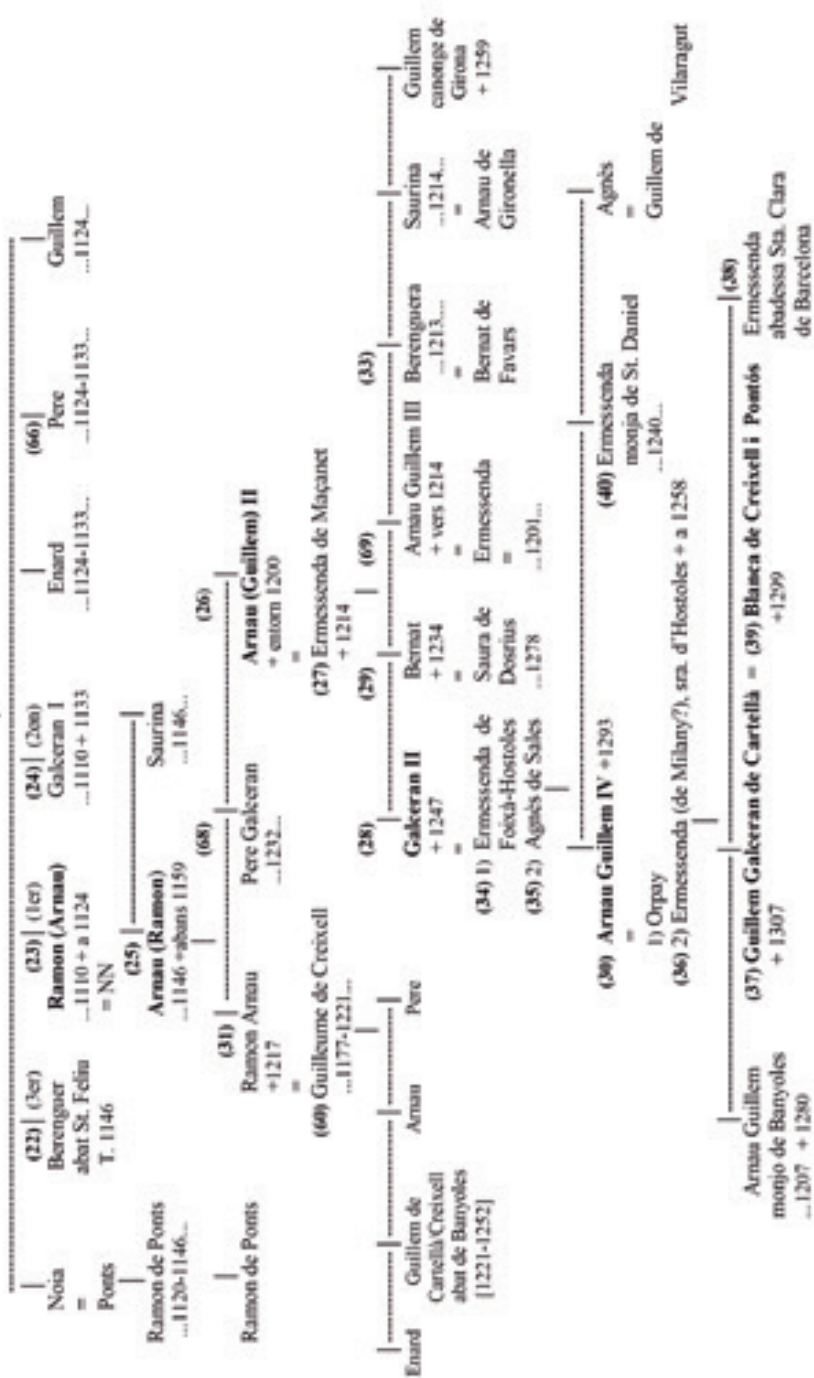 (22) (3er) (23) (1er) (24) (2on) (66)
Noia Berenguer Ramon (Arnau) Galceran I Enard Pere Guillem
= abat St. Feliu ...1110 + a 1124 ...1110 + 1133 ...1124-1133... ...1124-1133... ...1124...
Ponts T. 1146 = NN
(25)
Ramon de Ponts Arnau (Ramon) Saurina
...1120-1146... ...1146 +abans 1159 ...1146...
(31) (68) (26)
Ramon de Ponts Ramon Arnau Pere Galceran Arnau (Guillem) II
+1217 ...1232... + entorn 1200
= =
(60) Guilleume de Creixell (27) Ermessenda de Maçanet
...1177-1221... + 1214
(28) (29) (69) (33)
Enard Guillem de Arnau Pere Galceran II Bernat Arnau Guillem III Berenguera Saurina Guillem
Cartellà/Creixell + 1247 + 1234 + vers 1214 ...1213... ...1214... canonge de
abat de Banyoles = = = = = Girona
[1221-1252] (34) 1) Ermessenda de Saura de Ermessenda Bernat de Arnau de + 1259
Foixà-Hostoles Dosrius = Favars Gironella
(35) 2) Agnès de Sales ...1278 ...1201...
(30) Arnau Guillem IV +1293 (40) Ermessenda Agnès
= monja de St. Daniel =
1) Orpay ...1240... Guillem de
(36) 2) Ermessenda (de Milany?), sra. d'Hostoles + a 1258 Vilaragut
(38)
Arnau Guillem (37) Guillem Galceran de Cartellà = (39) Blanca de Creixell i Pontós Ermessenda
monjo de Banyoles + 1307 +1299 abadessa Sta. Clara
...1207 + 1280 de Barcelona